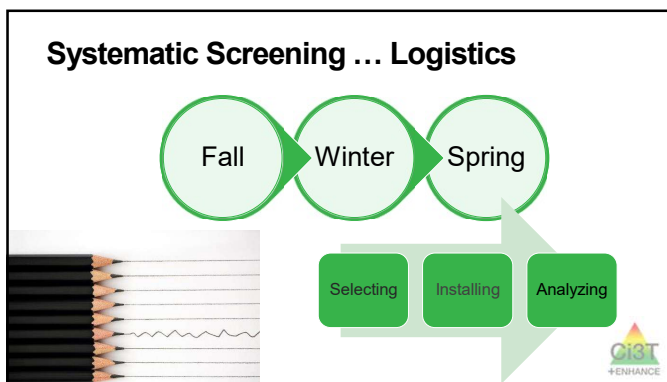 Systematic Screening … Logistics
Fall Winter Spring
Selecting Installing Analyzing
Ci3T
+ENHANCE